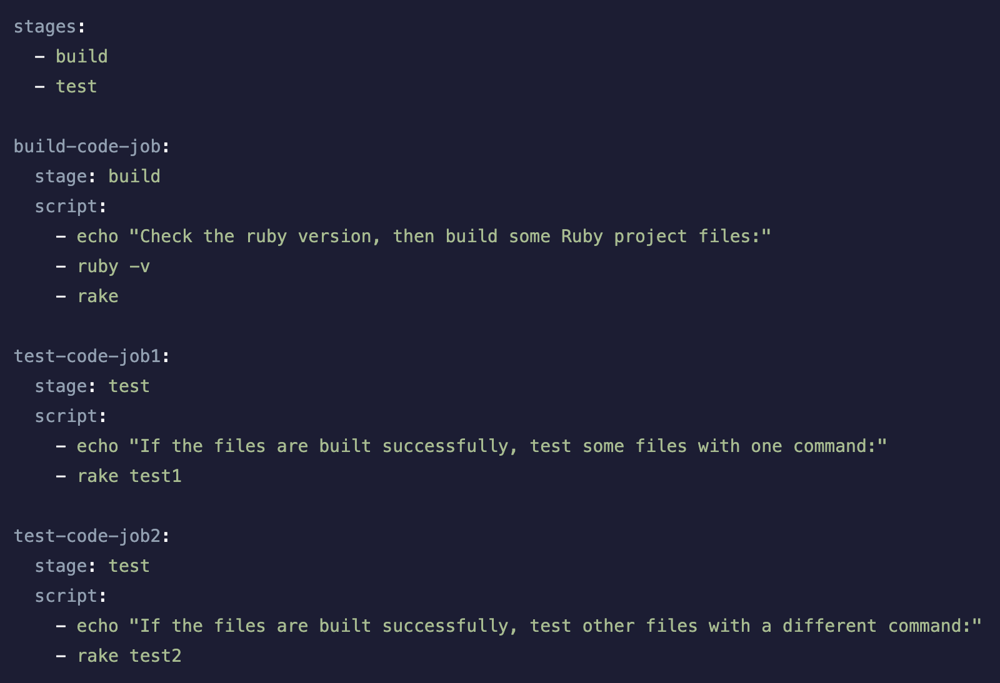 stages:
  - build
  - test

build-code-job:
  stage: build
  script:
    - echo "Check the ruby version, then build some Ruby project files:"
    - ruby -v
    - rake

test-code-job1:
  stage: test
  script:
    - echo "If the files are built successfully, test some files with one command:"
    - rake test1

test-code-job2:
  stage: test
  script:
    - echo "If the files are built successfully, test other files with a different command:"
    - rake test2